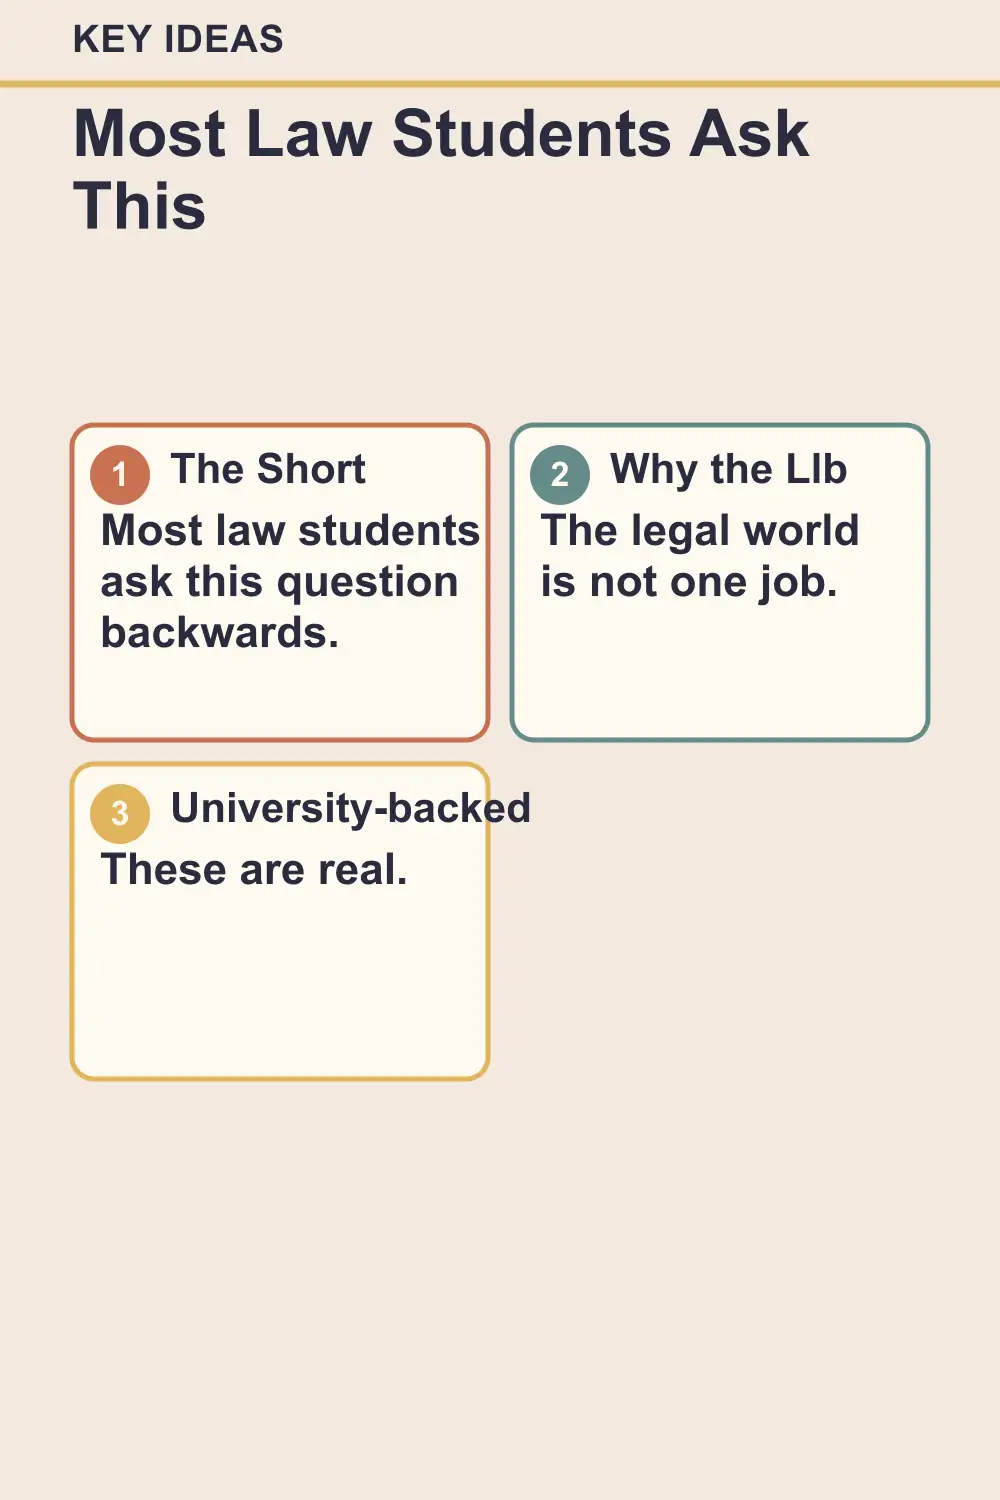 KEY IDEAS
Most Law Students Ask
This
1 The Short
Most law students
ask this question
backwards.
2 Why the LIb
The legal world
is not one job.
3 University-backed
These are real.